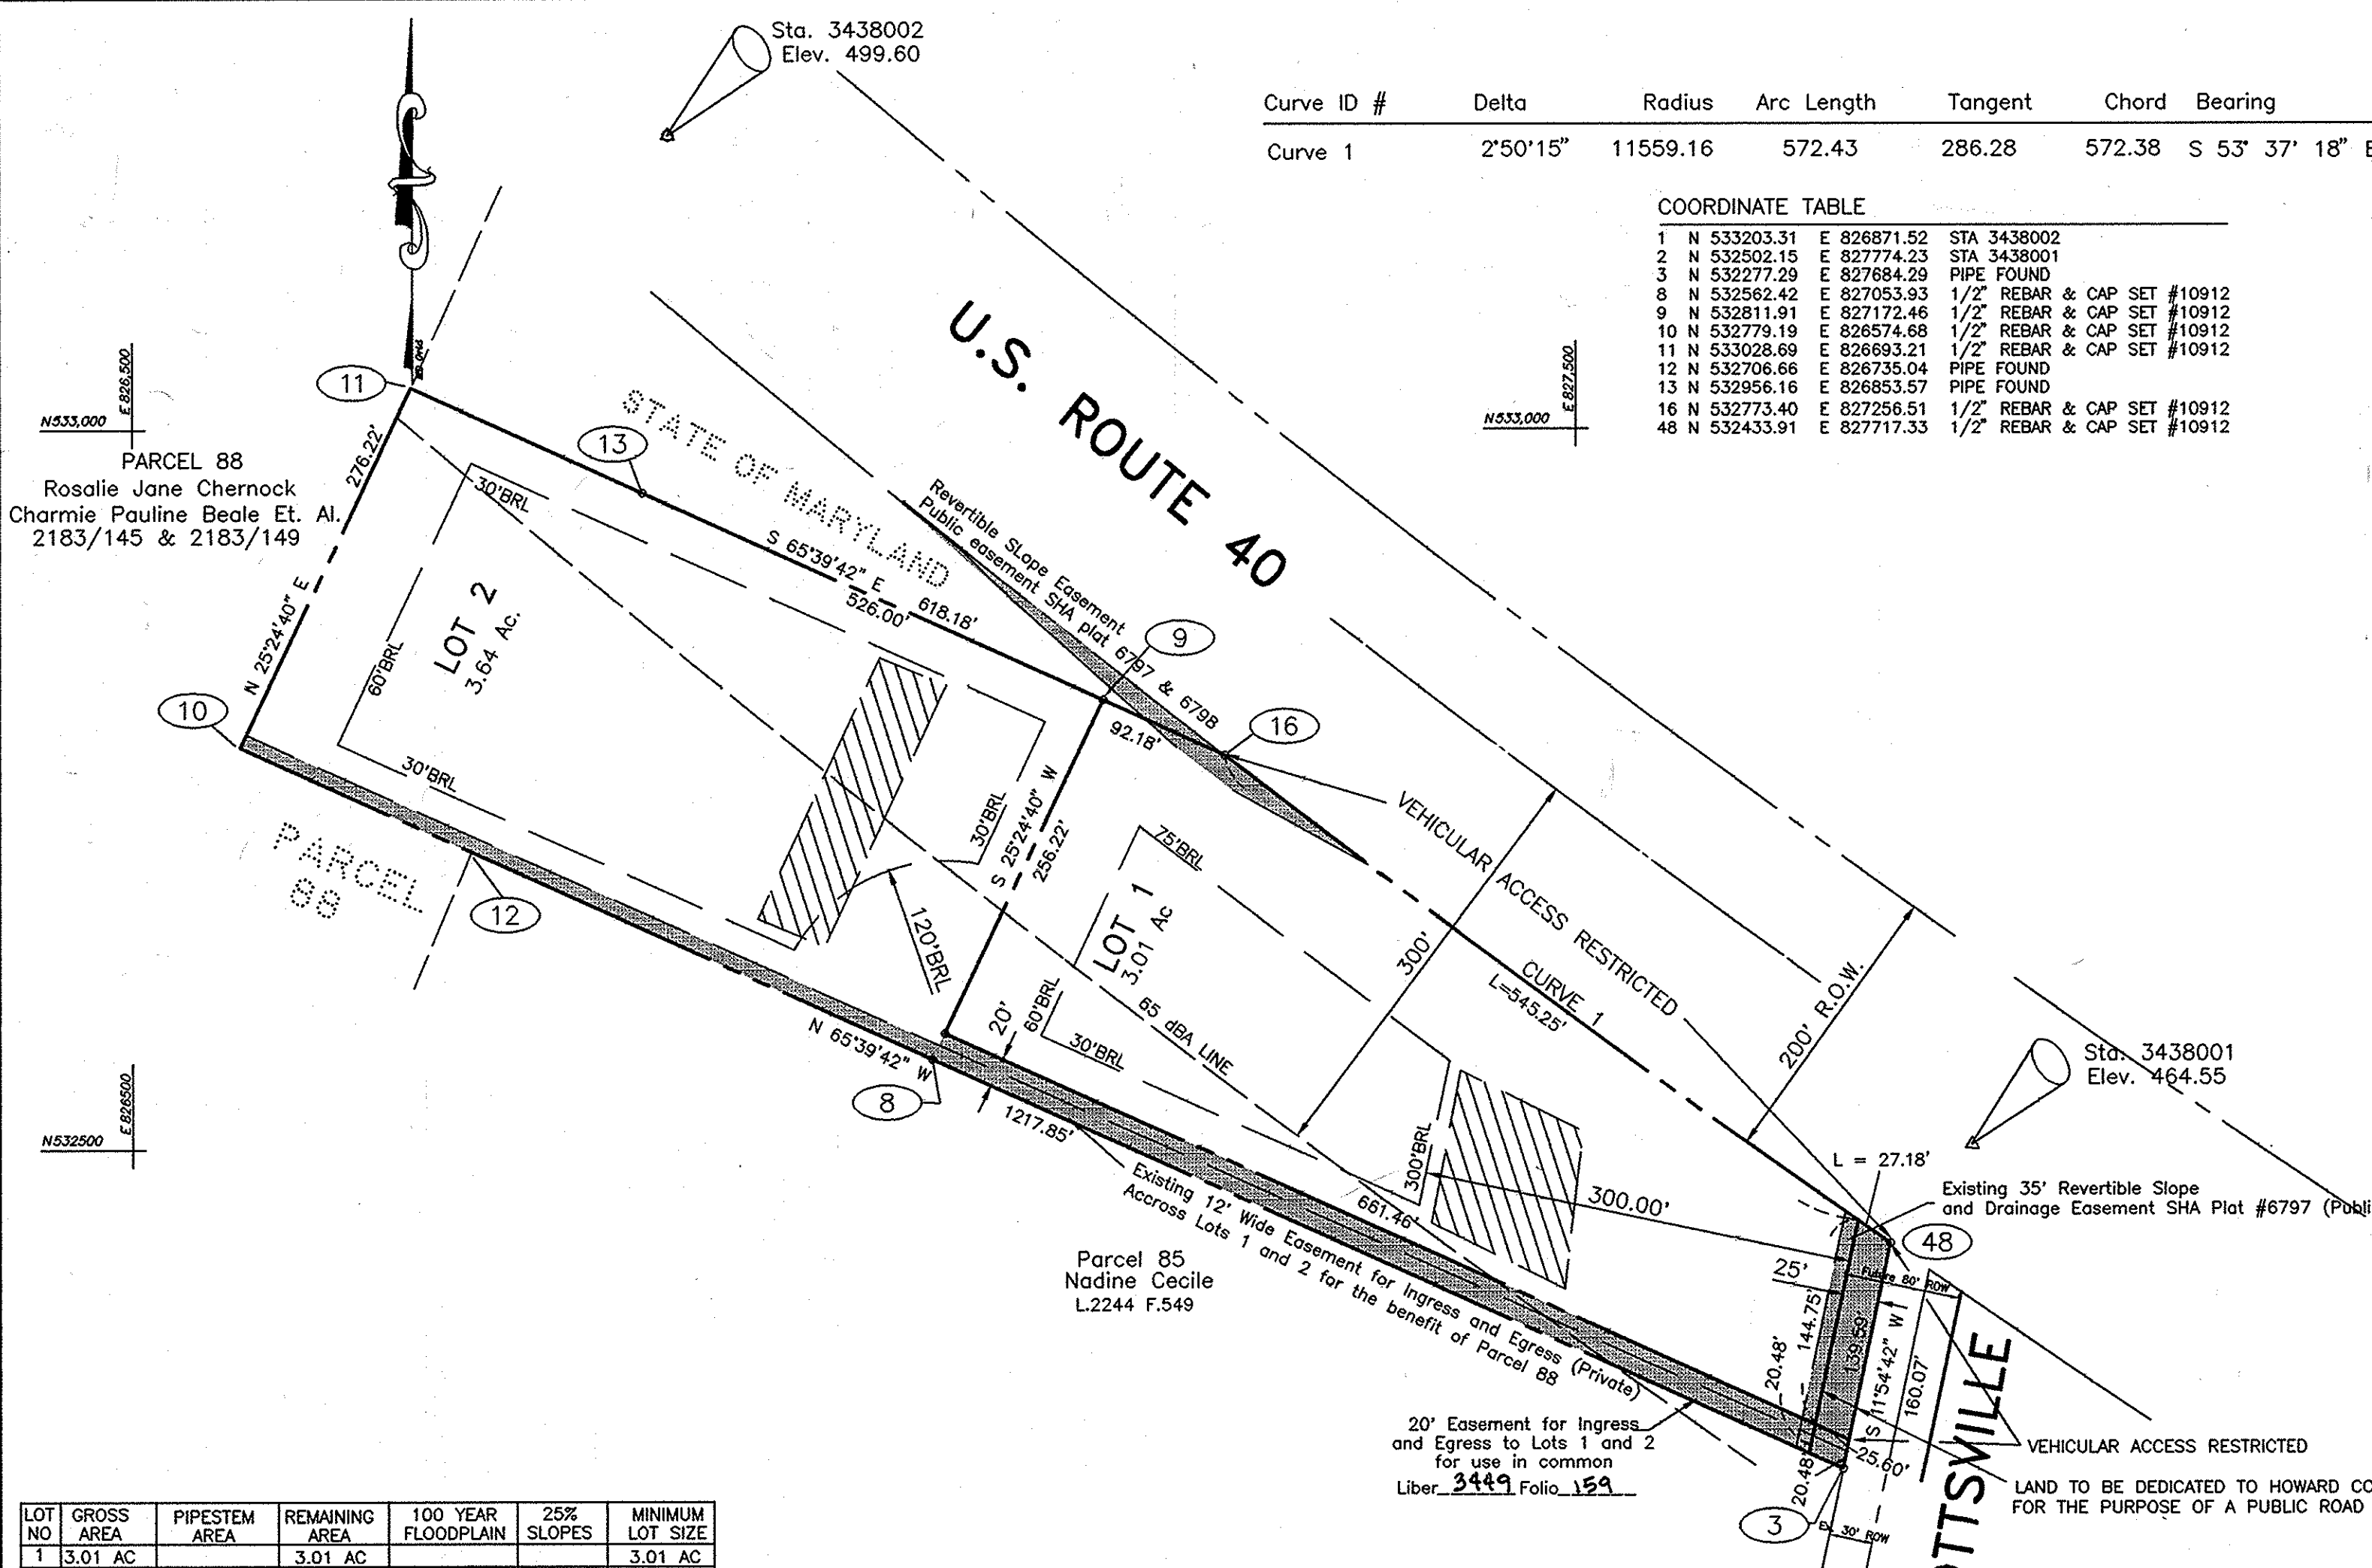 Sta. 3438002
Elev. 499.60
Curve ID # Delta Radius Arc Length Tangent Chord Bearing
Curve 1 2°50'15" 11559.16 572.43 286.28 572.38 S 53° 37' 18" E
COORDINATE TABLE
1 N 533203.31 E 826871.52 STA 3438002
2 N 532502.15 E 827774.23 STA 3438001
3 N 532277.29 E 827684.29 PIPE FOUND
8 N 532562.42 E 827053.93 1/2" REBAR & CAP SET #10912
9 N 532811.91 E 827172.46 1/2" REBAR & CAP SET #10912
10 N 532779.19 E 826574.68 1/2" REBAR & CAP SET #10912
11 N 533028.69 E 826693.21 1/2" REBAR & CAP SET #10912
12 N 532706.66 E 826735.04 PIPE FOUND
13 N 532956.16 E 826853.57 PIPE FOUND
16 N 532773.40 E 827256.51 1/2" REBAR & CAP SET #10912
48 N 532433.91 E 827717.33 1/2" REBAR & CAP SET #10912
N533,000
E 826,500
N533,000
E 827,500
11
13
U.S. ROUTE 40
STATE OF MARYLAND
PARCEL 88
Rosalie Jane Chernock
Charmie Pauline Beale Et. Al.
2183/145 & 2183/149
276.22'
N 25°24'40" E
30'BRL
S 65°39'42" E 618.18'
526.00'
Revertible SLope Easement
Public easement SHA plat 6797 & 6798
9
16
92.18'
LOT 2
3.64 Ac.
60'BRL
10
30'BRL
30'BRL
S 25°24'40" W
256.22'
75'BRL
VEHICULAR ACCESS RESTRICTED
PARCEL
88
12
120'BRL
LOT 1
3.01 Ac
300'
CURVE 1
L=545.25'
200' R.O.W.
20'
60'BRL
30'BRL
65 dBA LINE
N 65°39'42" W
1217.85'
8
N532500
E 826500
Sta. 3438001
Elev. 464.55
L = 27.18'
Existing 35' Revertible Slope
and Drainage Easement SHA Plat #6797 (Publi
48
300'BRL
300.00'
661.46'
Existing 12' Wide Easement for Ingress and Egress (Private)
Accross Lots 1 and 2 for the benefit of Parcel 88
Parcel 85
Nadine Cecile
L.2244 F.549
25'
Future 80' ROW
144.75'
139.59'
S 11°54'42" W
160.07'
20.48'
20.48'
25.60'
20' Easement for Ingress
and Egress to Lots 1 and 2
for use in common
Liber 3449 Folio 159
VEHICULAR ACCESS RESTRICTED
LAND TO BE DEDICATED TO HOWARD CO
FOR THE PURPOSE OF A PUBLIC ROAD
3
Ex. 30' ROW
OTTSVILLE
LOT NO GROSS AREA PIPESTEM AREA REMAINING AREA 100 YEAR FLOODPLAIN 25% SLOPES MINIMUM LOT SIZE
1 3.01 AC 3.01 AC 3.01 AC